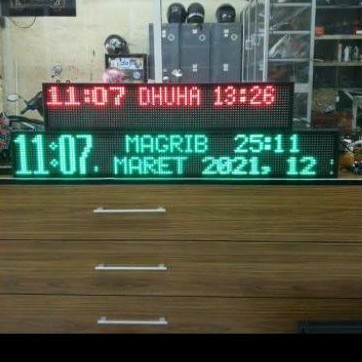 11:07 DHUHA 13:26
11:07. MAGRIB 25:11
MARET 2021, 12 :